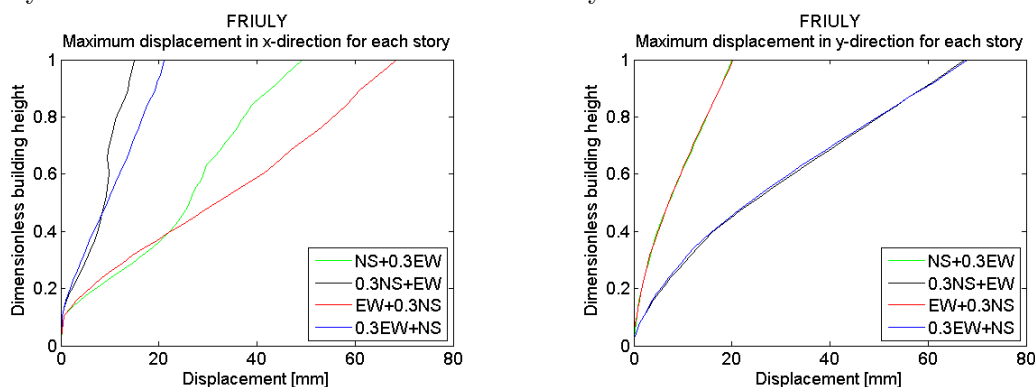 FRIULY
Maximum displacement in x-direction for each story
Dimensionless building height
1
0.8
0.6
0.4
0.2
0
0 20 40 60 80
Displacement [mm]
NS+0.3EW
0.3NS+EW
EW+0.3NS
0.3EW+NS
FRIULY
Maximum displacement in y-direction for each story
Dimensionless building height
1
0.8
0.6
0.4
0.2
0
0 20 40 60 80
Displacement [mm]
NS+0.3EW
0.3NS+EW
EW+0.3NS
0.3EW+NS